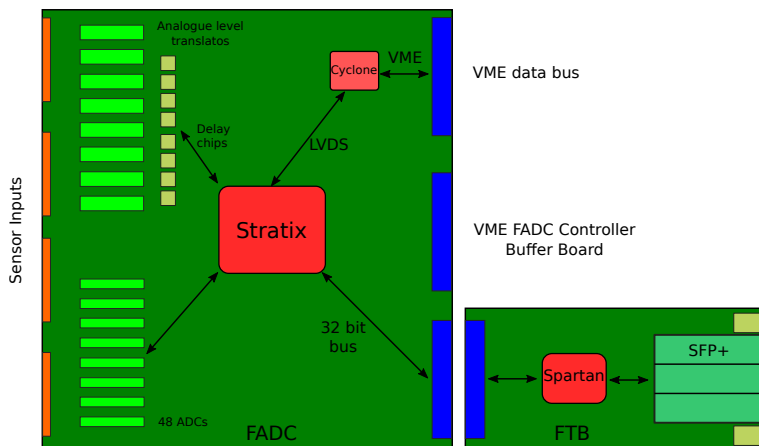 Analogue level
translatos
Cyclone
VME
VME data bus
Delay
chips
LVDS
Sensor Inputs
Stratix
VME FADC Controller
Buffer Board
32 bit
bus
SFP+
Spartan
48 ADCs
FADC
FTB